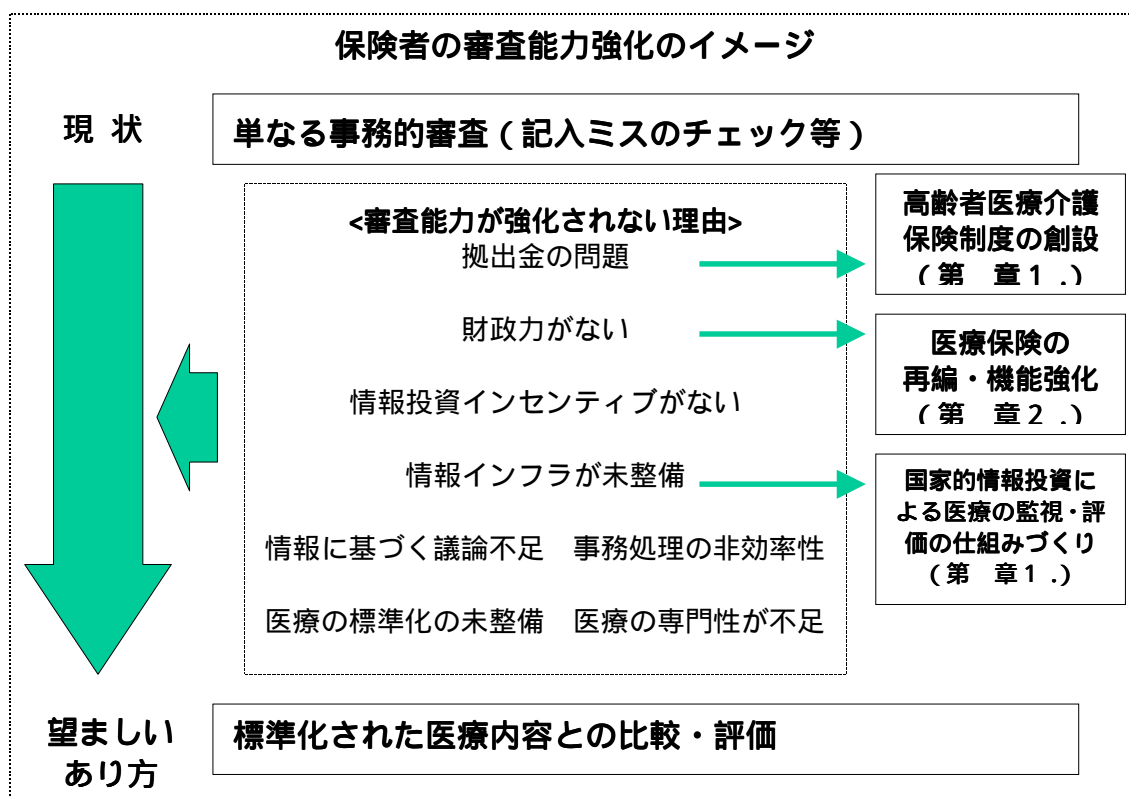 保険者の審査能力強化のイメージ
現 状
単なる事務的審査（記入ミスのチェック等）
<審査能力が強化されない理由>
拠出金の問題
財政力がない
情報投資インセンティブがない
情報インフラが未整備
情報に基づく議論不足　事務処理の非効率性
医療の標準化の未整備　医療の専門性が不足
高齢者医療介護
保険制度の創設
（第　章１．）
医療保険の
再編・機能強化
（第　章２．）
国家的情報投資に
よる医療の監視・評
価の仕組みづくり
（第　章１．）
望ましい
あり方
標準化された医療内容との比較・評価